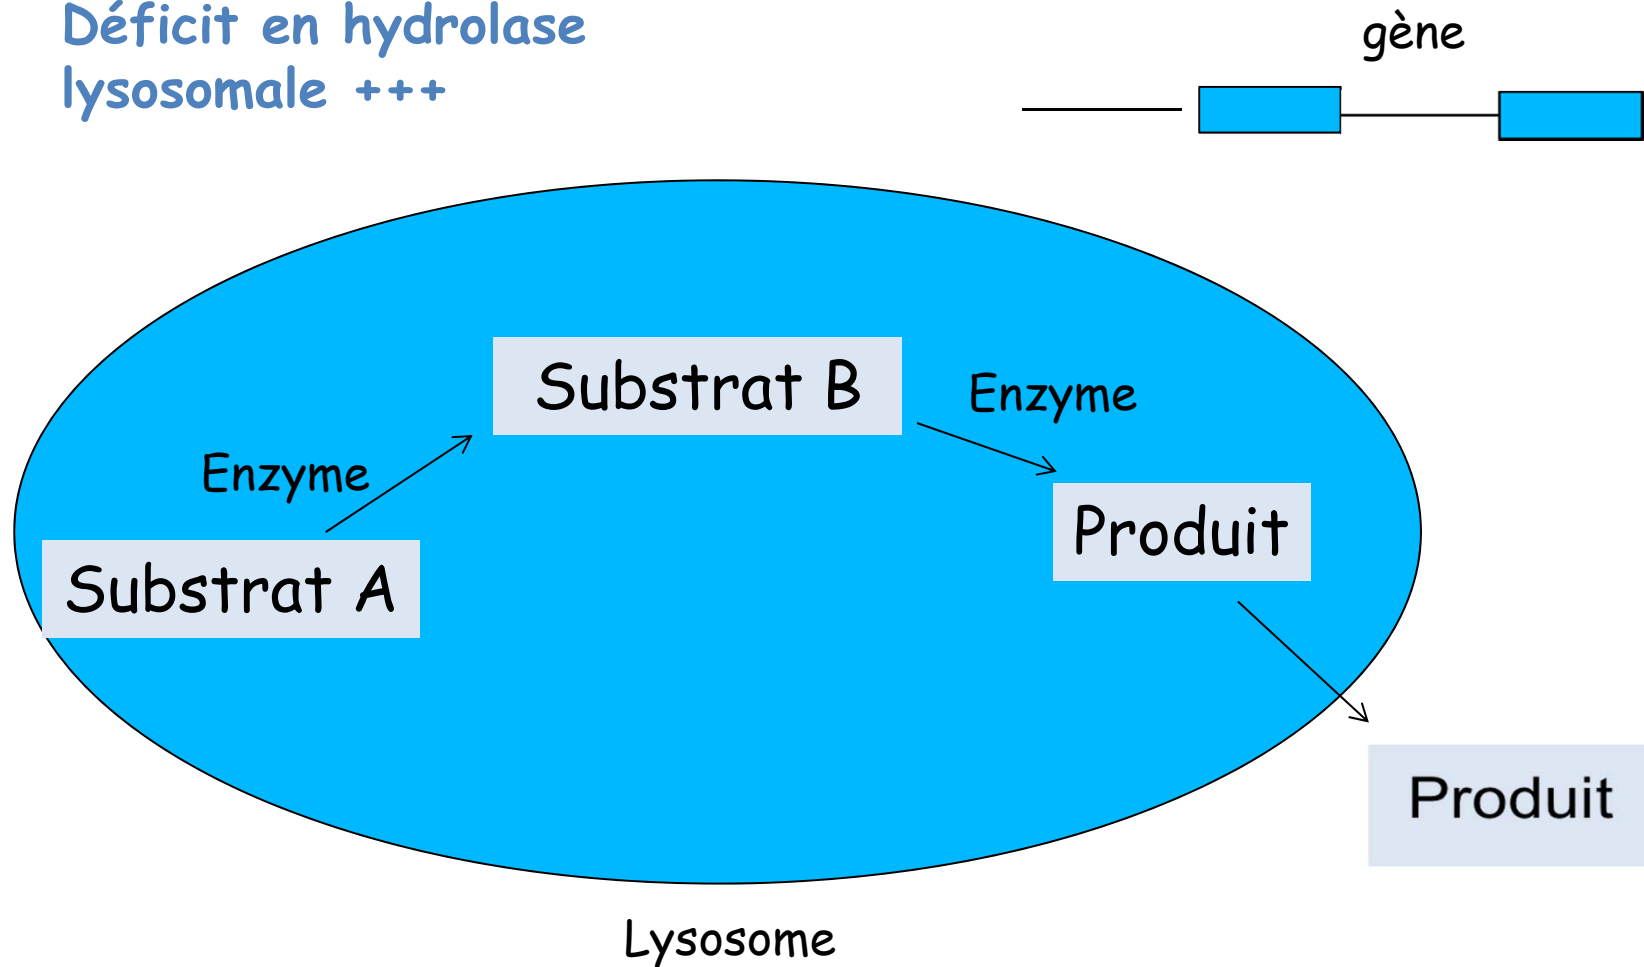 Déficit en hydrolase
lysosomale +++
gène
Substrat B
Enzyme
Enzyme
Produit
Substrat A
Produit
Lysosome